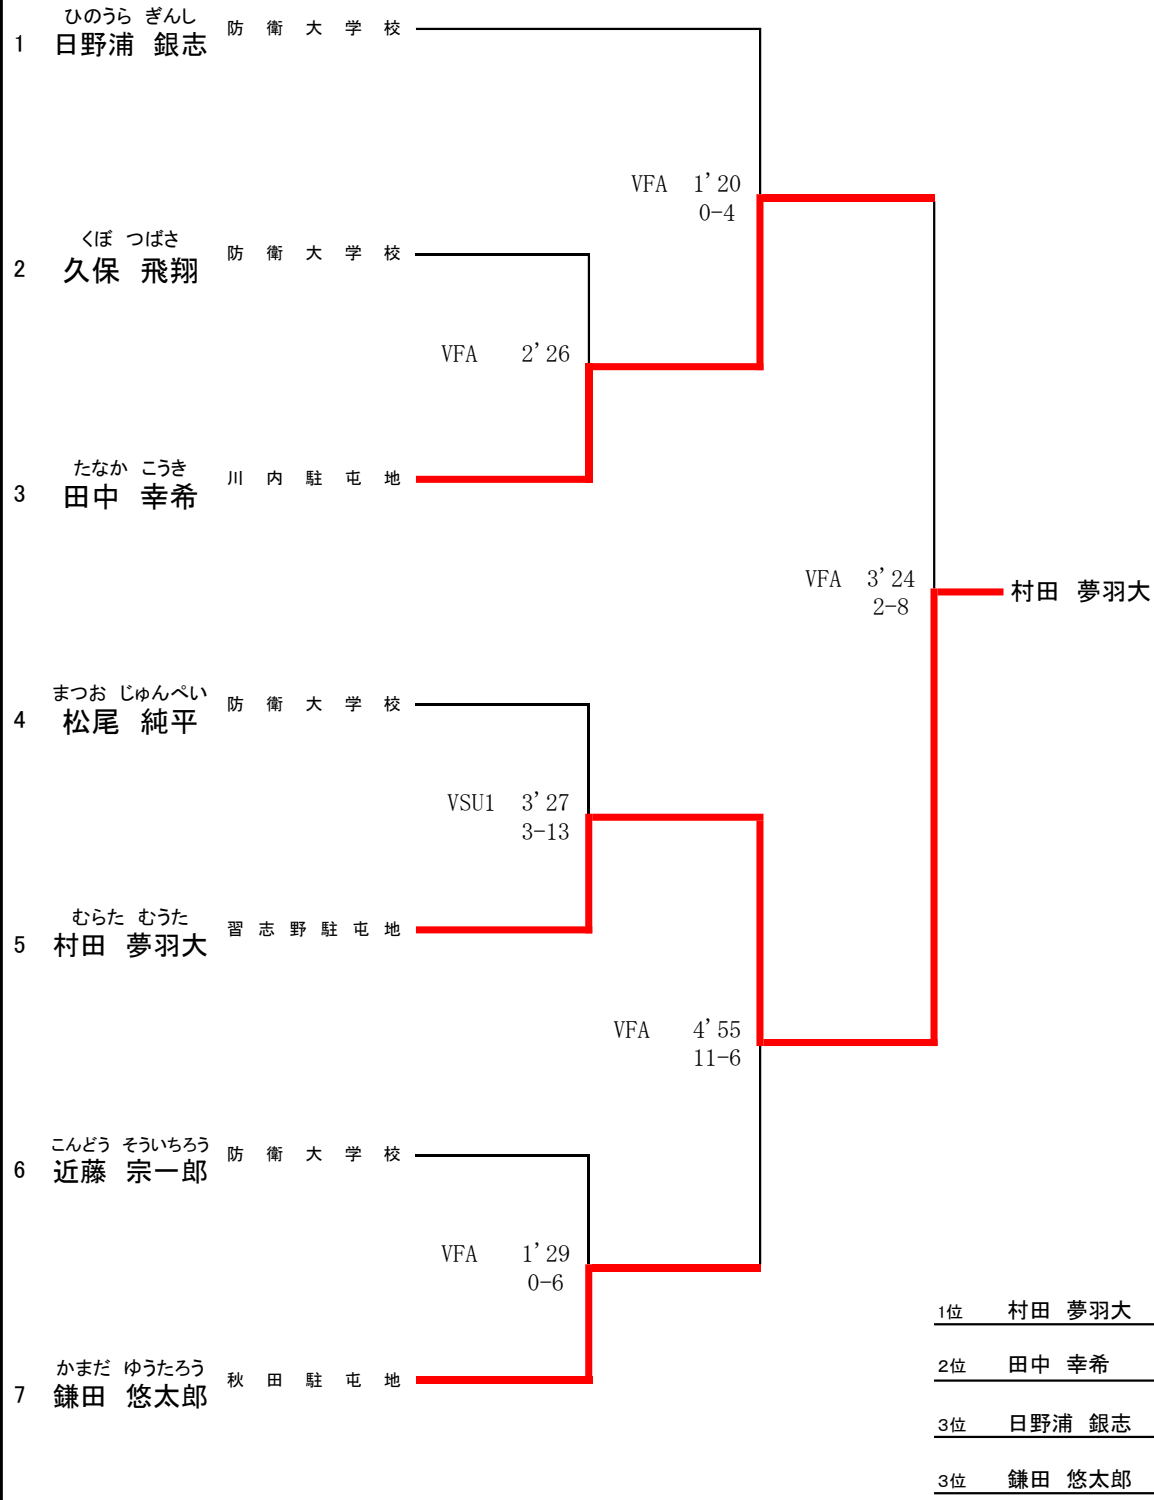 ひのうら ぎんし
1 日野浦 銀志 防衛大学校
VFA 1’20
0-4
くぼ つばさ
2 久保 飛翔 防衛大学校
VFA 2’26
たなか こうき
3 田中 幸希 川内駐屯地
VFA 3’24
2-8
村田 夢羽大
まつお じゅんぺい
4 松尾 純平 防衛大学校
VSU1 3’27
3-13
むらた むうた
5 村田 夢羽大 習志野駐屯地
VFA 4’55
11-6
こんどう そういちろう
6 近藤 宗一郎 防衛大学校
VFA 1’29
0-6
かまだ ゆうたろう
7 鎌田 悠太郎 秋田駐屯地
1位 村田 夢羽大
2位 田中 幸希
3位 日野浦 銀志
3位 鎌田 悠太郎